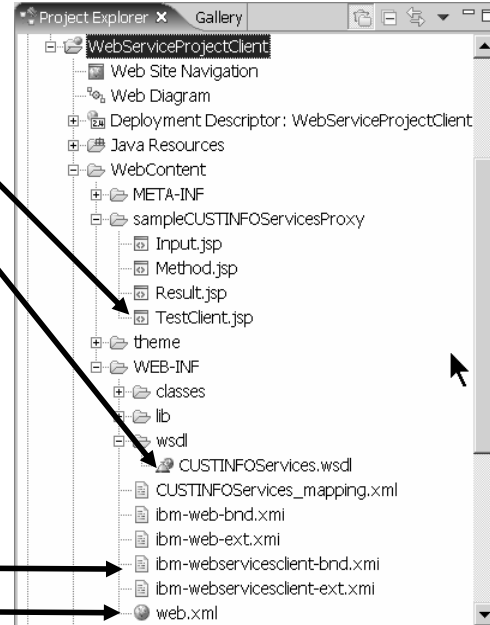 Project Explorer Gallery
WebServiceProjectClient
Web Site Navigation
Web Diagram
Deployment Descriptor: WebServiceProjectClient
Java Resources
WebContent
META-INF
sampleCUSTINFOServicesProxy
Input.jsp
Method.jsp
Result.jsp
TestClient.jsp
theme
WEB-INF
classes
lib
wsdl
CUSTINFOServices.wsdl
CUSTINFOServices_mapping.xml
ibm-web-bnd.xmi
ibm-web-ext.xmi
ibm-webservicesclient-bnd.xmi
ibm-webservicesclient-ext.xmi
web.xml